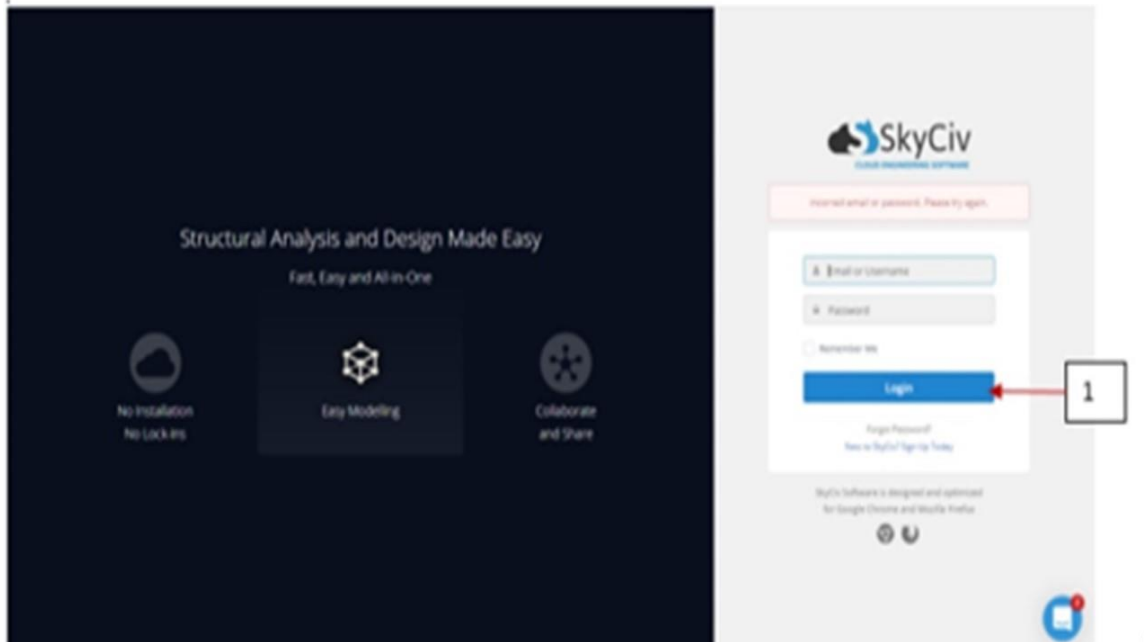 Structural Analysis and Design Made Easy
Fast, Easy and All-in-One
No Installation
No Lock-ins
Easy Modelling
Collaborate
and Share
SkyCiv
CLOUD ENGINEERING SOFTWARE
Incorrect email or password. Please try again.
Email or Username
Password
Remember Me
Login
1
Forgot Password?
New to SkyCiv? Sign Up Today
SkyCiv Software is designed and optimized
for Google Chrome and Mozilla Firefox